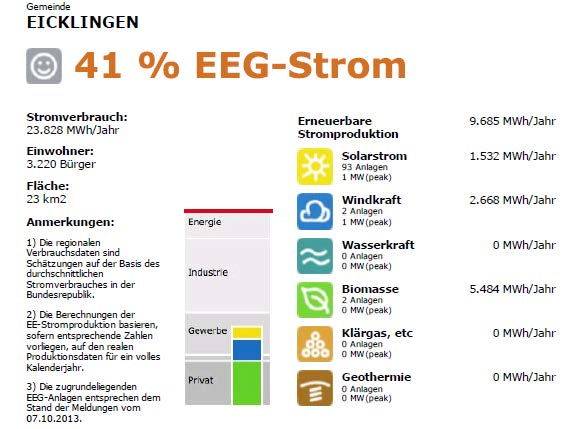 Gemeinde
EICKLINGEN
41 % EEG-Strom
Stromverbrauch:
23.828 MWh/Jahr
Einwohner:
3.220 Bürger
Fläche:
23 km2
Anmerkungen:
1) Die regionalen
Verbrauchsdaten sind
Schätzungen auf der Basis des
durchschnittlichen
Stromverbrauches in der
Bundesrepublik.
2) Die Berechnungen der
EE-Stromproduktion basieren,
sofern entsprechende Zahlen
vorliegen, auf den realen
Produktionsdaten für ein volles
Kalenderjahr.
3) Die zugrundeliegenden
EEG-Anlagen entsprechen dem
Stand der Meldungen vom
07.10.2013.
Energie
Industrie
Gewerbe
Privat
Erneuerbare
Stromproduktion
9.685 MWh/Jahr
Solarstrom
93 Anlagen
1 MW(peak)
1.532 MWh/Jahr
Windkraft
2 Anlagen
1 MW(peak)
2.668 MWh/Jahr
Wasserkraft
0 Anlagen
0 MW(peak)
0 MWh/Jahr
Biomasse
2 Anlagen
0 MW(peak)
5.484 MWh/Jahr
Klärgas, etc
0 Anlagen
0 MW(peak)
0 MWh/Jahr
Geothermie
0 Anlagen
0 MW(peak)
0 MWh/Jahr